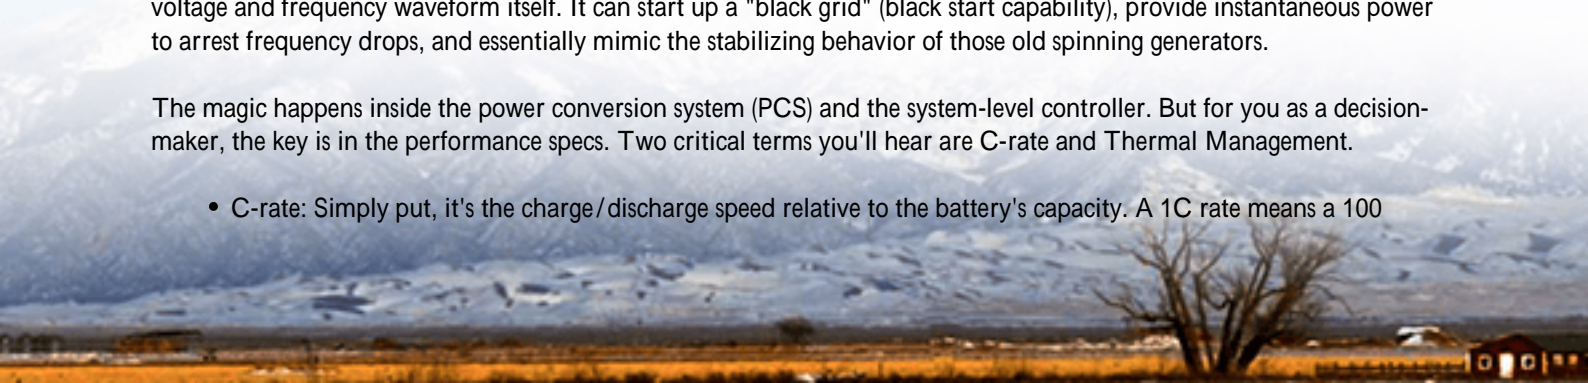 voltage and frequency waveform itself. It can start up a "black grid" (black start capability), provide instantaneous power
to arrest frequency drops, and essentially mimic the stabilizing behavior of those old spinning generators.
The magic happens inside the power conversion system (PCS) and the system-level controller. But for you as a decision-
maker, the key is in the performance specs. Two critical terms you'll hear are C-rate and Thermal Management.
• C-rate: Simply put, it's the charge/discharge speed relative to the battery's capacity. A 1C rate means a 100